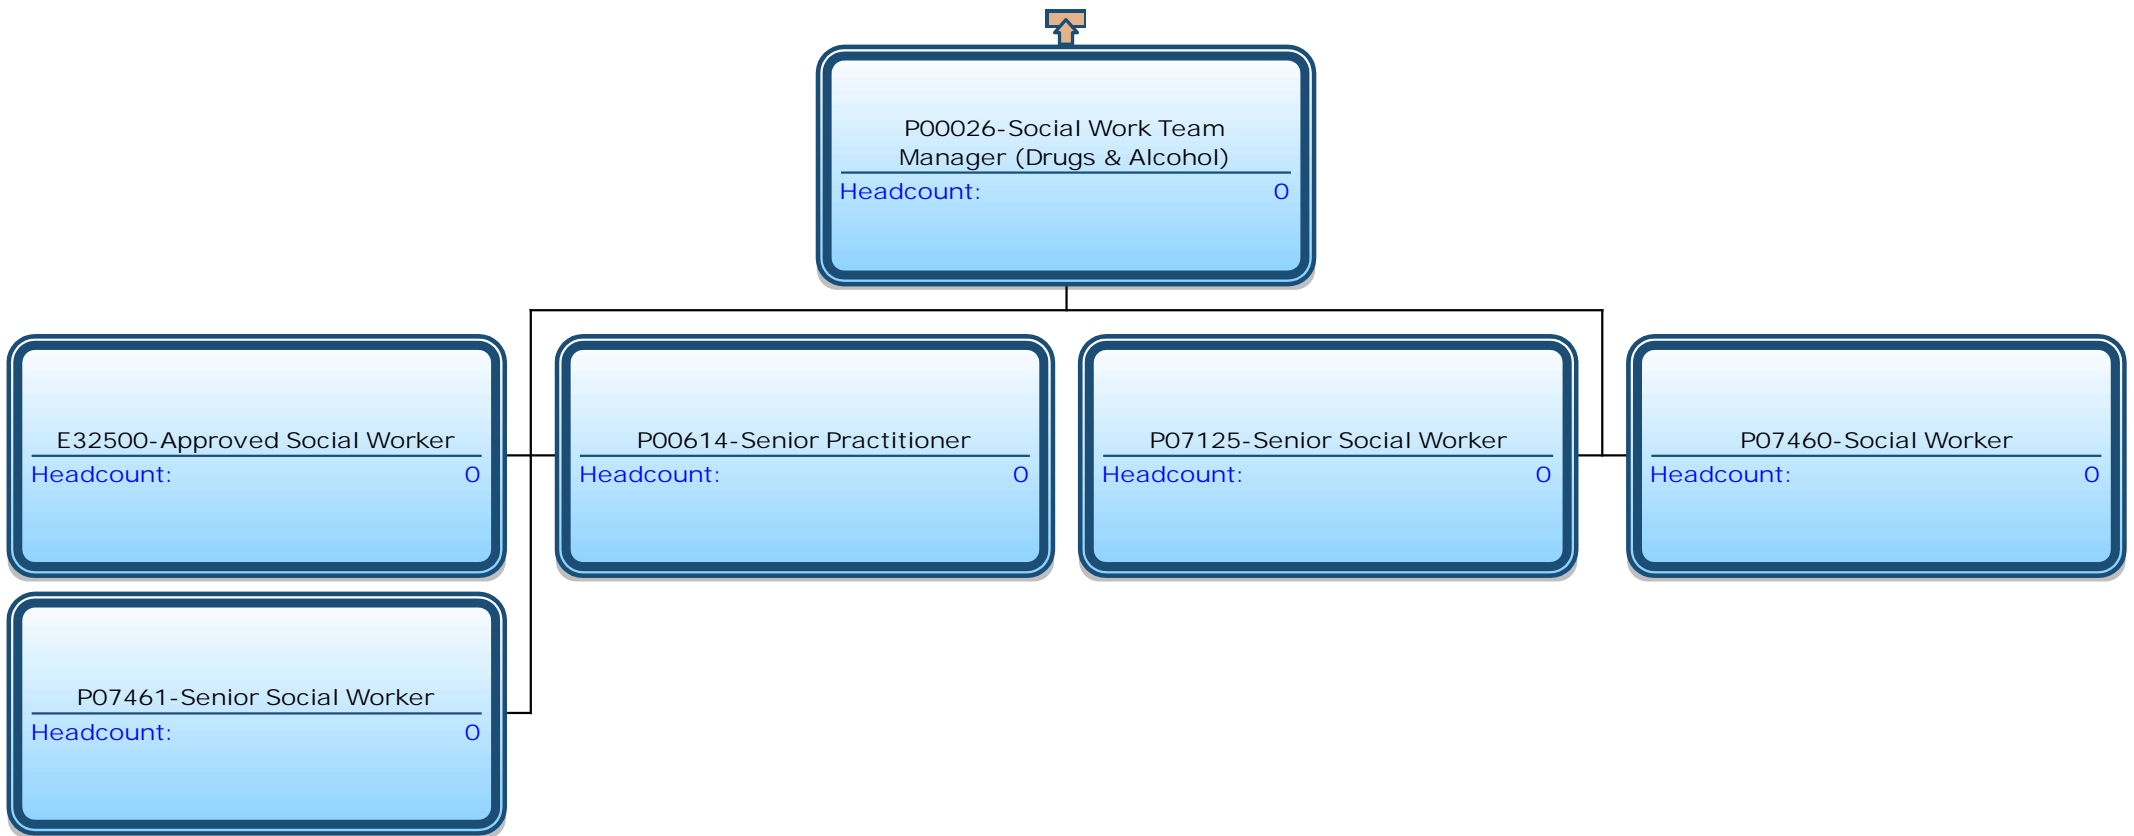 P00026-Social Work Team
Manager (Drugs & Alcohol)
Headcount: 0
E32500-Approved Social Worker
Headcount: 0
P00614-Senior Practitioner
Headcount: 0
P07125-Senior Social Worker
Headcount: 0
P07460-Social Worker
Headcount: 0
P07461-Senior Social Worker
Headcount: 0